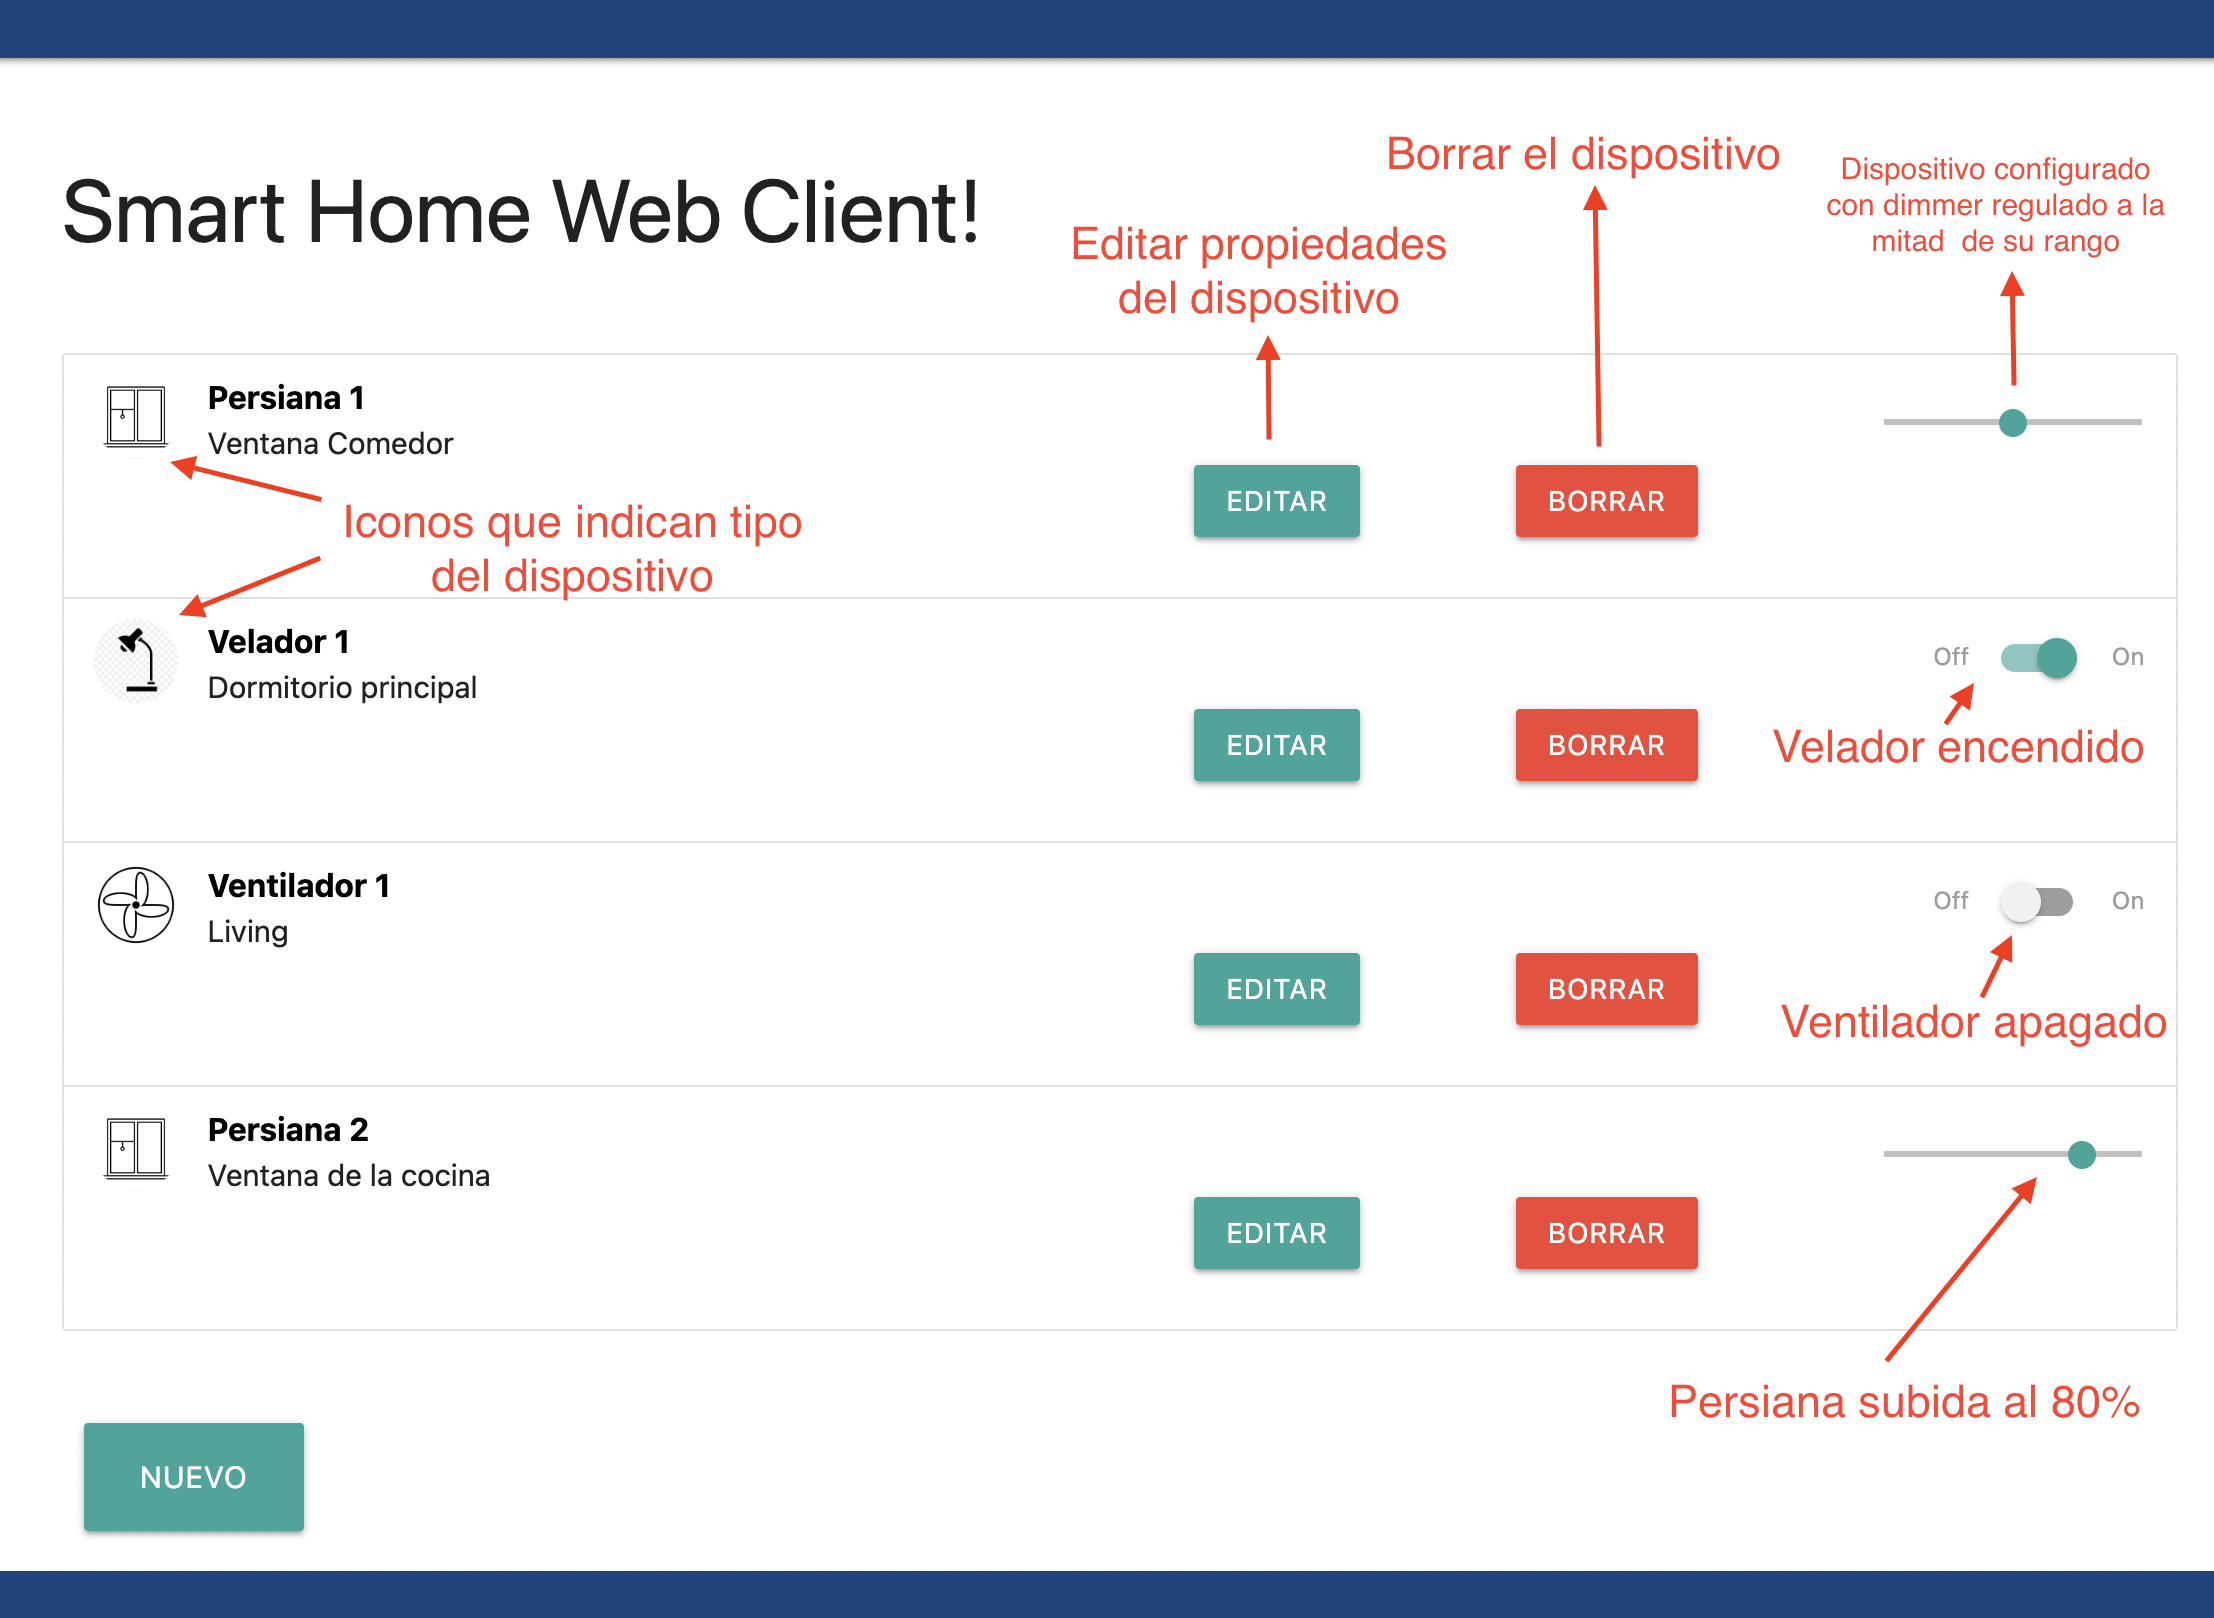 Smart Home Web Client!
Borrar el dispositivo
Dispositivo configurado
con dimmer regulado a la
mitad  de su rango
Editar propiedades
del dispositivo
Persiana 1
Ventana Comedor
EDITAR
BORRAR
Iconos que indican tipo
del dispositivo
Velador 1
Dormitorio principal
Off
On
EDITAR
BORRAR
Velador encendido
Ventilador 1
Living
Off
On
EDITAR
BORRAR
Ventilador apagado
Persiana 2
Ventana de la cocina
EDITAR
BORRAR
Persiana subida al 80%
NUEVO